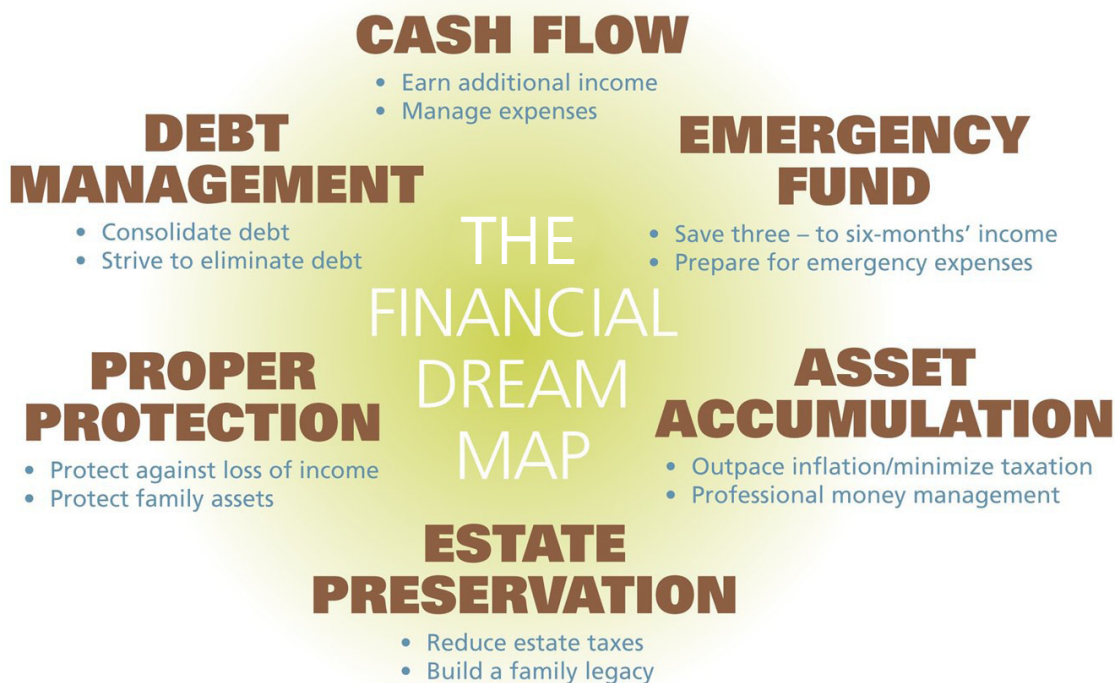 CASH FLOW
• Earn additional income
• Manage expenses
DEBT
MANAGEMENT
• Consolidate debt
• Strive to eliminate debt
EMERGENCY
FUND
• Save three – to six-months’ income
• Prepare for emergency expenses
THE
FINANCIAL
DREAM
MAP
PROPER
PROTECTION
• Protect against loss of income
• Protect family assets
ASSET
ACCUMULATION
• Outpace inflation/minimize taxation
• Professional money management
ESTATE
PRESERVATION
• Reduce estate taxes
• Build a family legacy